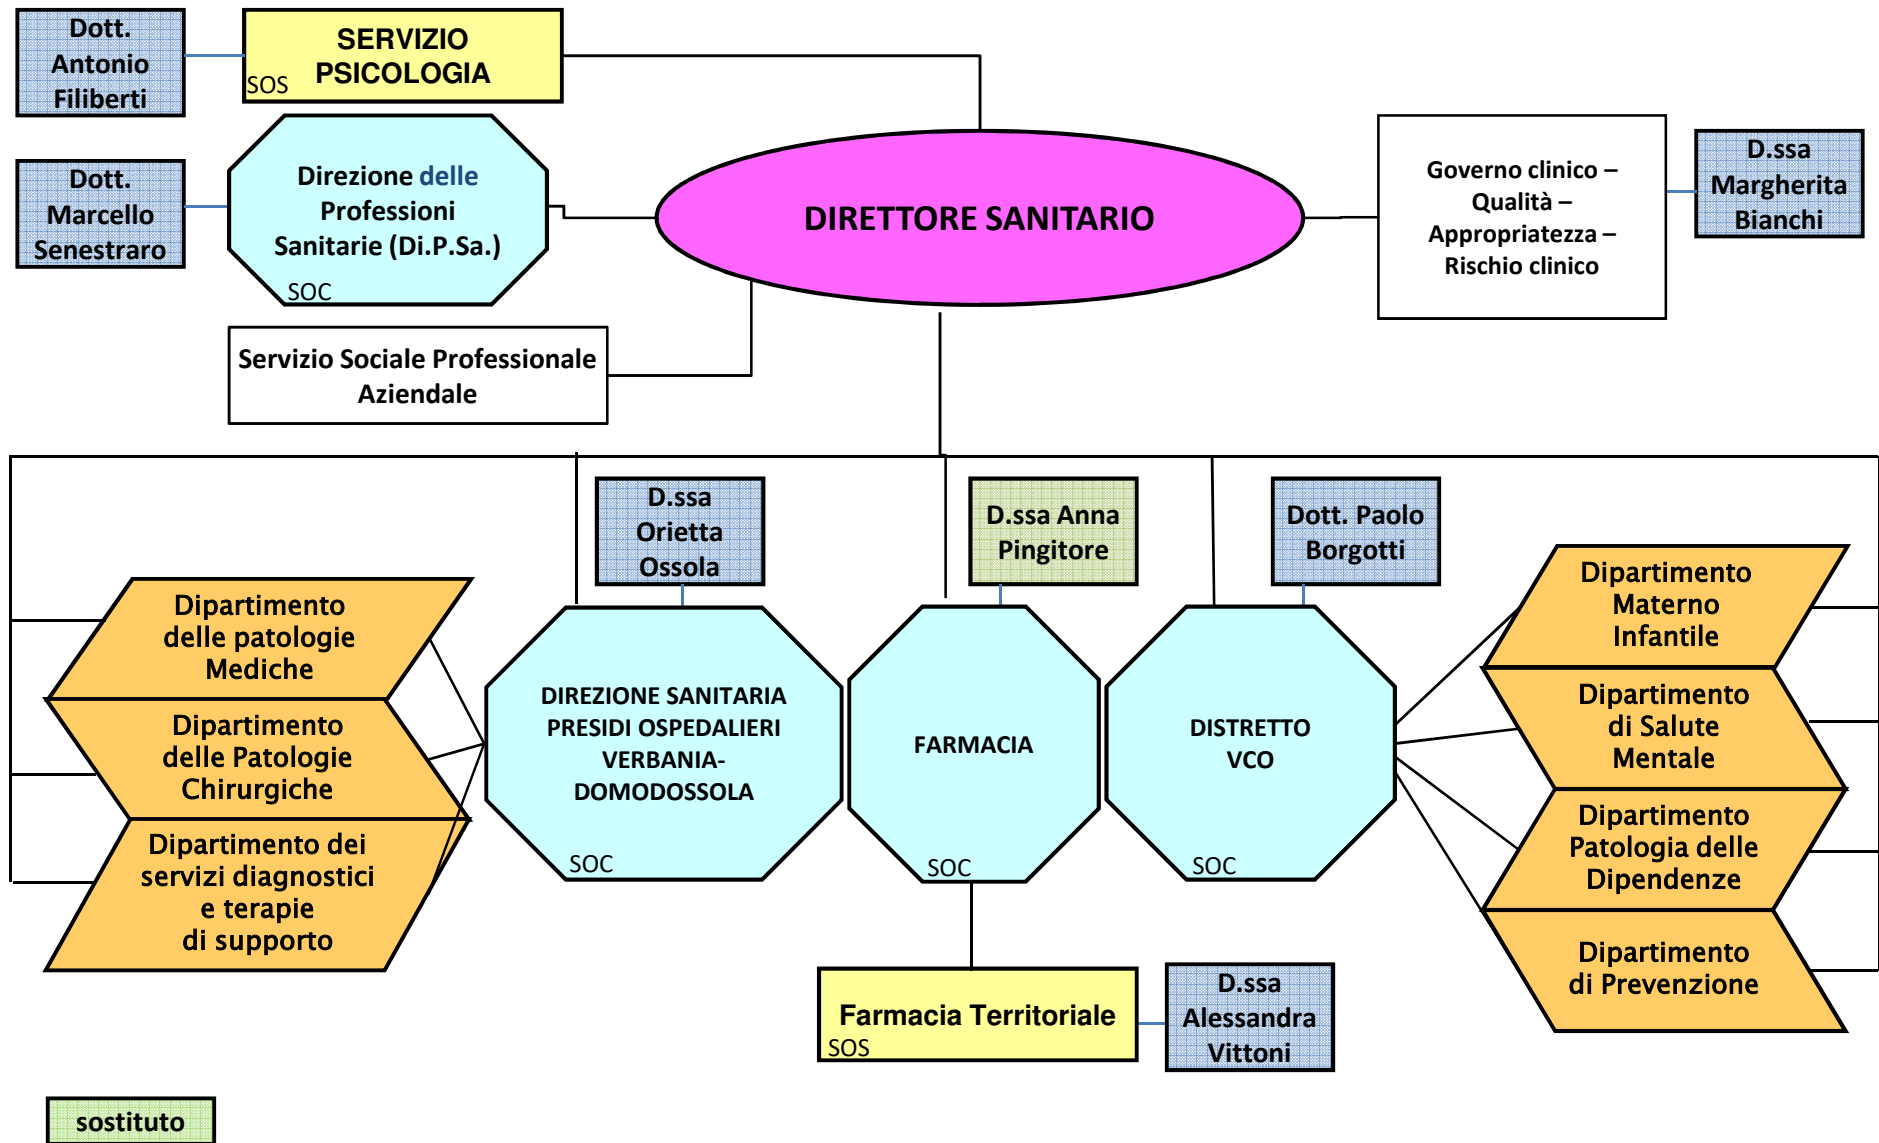 Dott.
Antonio
Filiberti
SERVIZIO
PSICOLOGIA
SOS
Dott.
Marcello
Senestraro
Direzione delle
Professioni
Sanitarie (Di.P.Sa.)
SOC
DIRETTORE SANITARIO
Governo clinico –
Qualità –
Appropriatezza –
Rischio clinico
D.ssa
Margherita
Bianchi
Servizio Sociale Professionale
Aziendale
D.ssa
Orietta
Ossola
D.ssa Anna
Pingitore
Dott. Paolo
Borgotti
Dipartimento
delle patologie
Mediche
Dipartimento
delle Patologie
Chirurgiche
Dipartimento dei
servizi diagnostici
e terapie
di supporto
DIREZIONE SANITARIA
PRESIDI OSPEDALIERI
VERBANIA-
DOMODOSSOLA
SOC
FARMACIA
SOC
DISTRETTO
VCO
SOC
Dipartimento
Materno
Infantile
Dipartimento
di Salute
Mentale
Dipartimento
Patologia delle
Dipendenze
Dipartimento
di Prevenzione
Farmacia Territoriale
SOS
D.ssa
Alessandra
Vittoni
sostituto